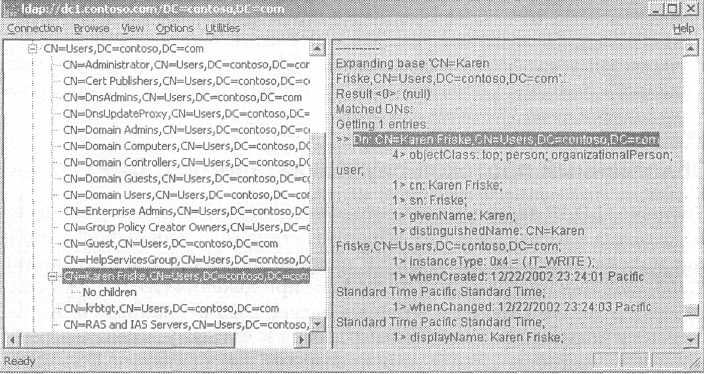 ldap://dc1.contoso.com/DC=contoso,DC=com
Connection Browse View Options Utilities Help
CN=Users,DC=contoso,DC=com
CN=Administrator,CN=Users,DC=contoso,DC=cor
CN=Cert Publishers,CN=Users,DC=contoso,DC=c
CN=DnsAdmins,CN=Users,DC=contoso,DC=com
CN=DnsUpdateProxy,CN=Users,DC=contoso,DC=
CN=Domain Admins,CN=Users,DC=contoso,DC=co
CN=Domain Computers,CN=Users,DC=contoso,DC
CN=Domain Controllers,CN=Users,DC=contoso,DC
CN=Domain Guests,CN=Users,DC=contoso,DC=co
CN=Domain Users,CN=Users,DC=contoso,DC=com
CN=Enterprise Admins,CN=Users,DC=contoso,DC=
CN=Group Policy Creator Owners,CN=Users,DC=c
CN=Guest,CN=Users,DC=contoso,DC=com
CN=HelpServicesGroup,CN=Users,DC=contoso,DC
CN=Karen Friske,CN=Users,DC=contoso,DC=com
No children
CN=krbtgt,CN=Users,DC=contoso,DC=com
CN=RAS and IAS Servers,CN=Users,DC=contoso,
-----------
Expanding base 'CN=Karen
Friske,CN=Users,DC=contoso,DC=com'...
Result <0>: (null)
Matched DNs:
Getting 1 entries:
>> Dn: CN=Karen Friske,CN=Users,DC=contoso,DC=com
4> objectClass: top; person; organizationalPerson;
user;
1> cn: Karen Friske;
1> sn: Friske;
1> givenName: Karen;
1> distinguishedName: CN=Karen
Friske,CN=Users,DC=contoso,DC=com;
1> instanceType: 0x4 = ( IT_WRITE );
1> whenCreated: 12/22/2002 23:24:01 Pacific
Standard Time Pacific Standard Time;
1> whenChanged: 12/22/2002 23:24:03 Pacific
Standard Time Pacific Standard Time;
1> displayName: Karen Friske;
Ready